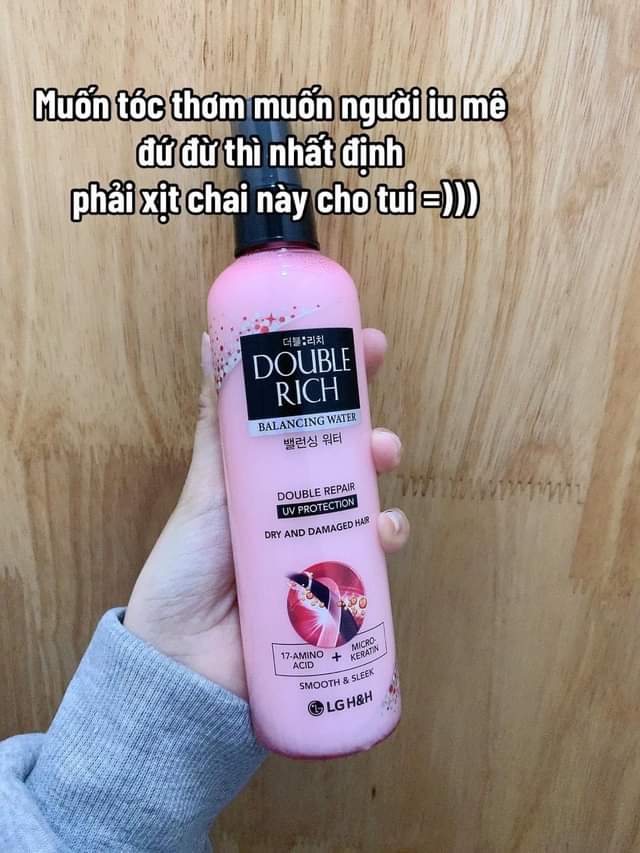 Muốn tóc thơm muốn người iu mê
đứ đừ thì nhất định
phải xịt chai này cho tui =)))
더블:리치
DOUBLE
RICH
BALANCING WATER
밸런싱 워터
DOUBLE REPAIR
UV PROTECTION
DRY AND DAMAGED HAIR
17-AMINO
ACID
+
MICRO-
KERATIN
SMOOTH & SLEEK
LG H&H